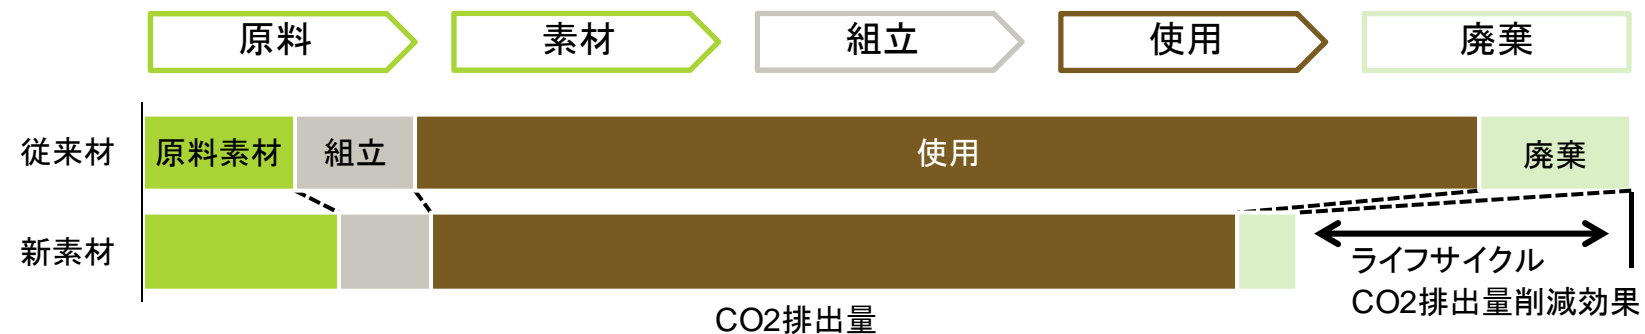 原料
素材
組立
使用
廃棄
従来材
原料素材
組立
使用
廃棄
新素材
ライフサイクル
CO2排出量削減効果
CO2排出量